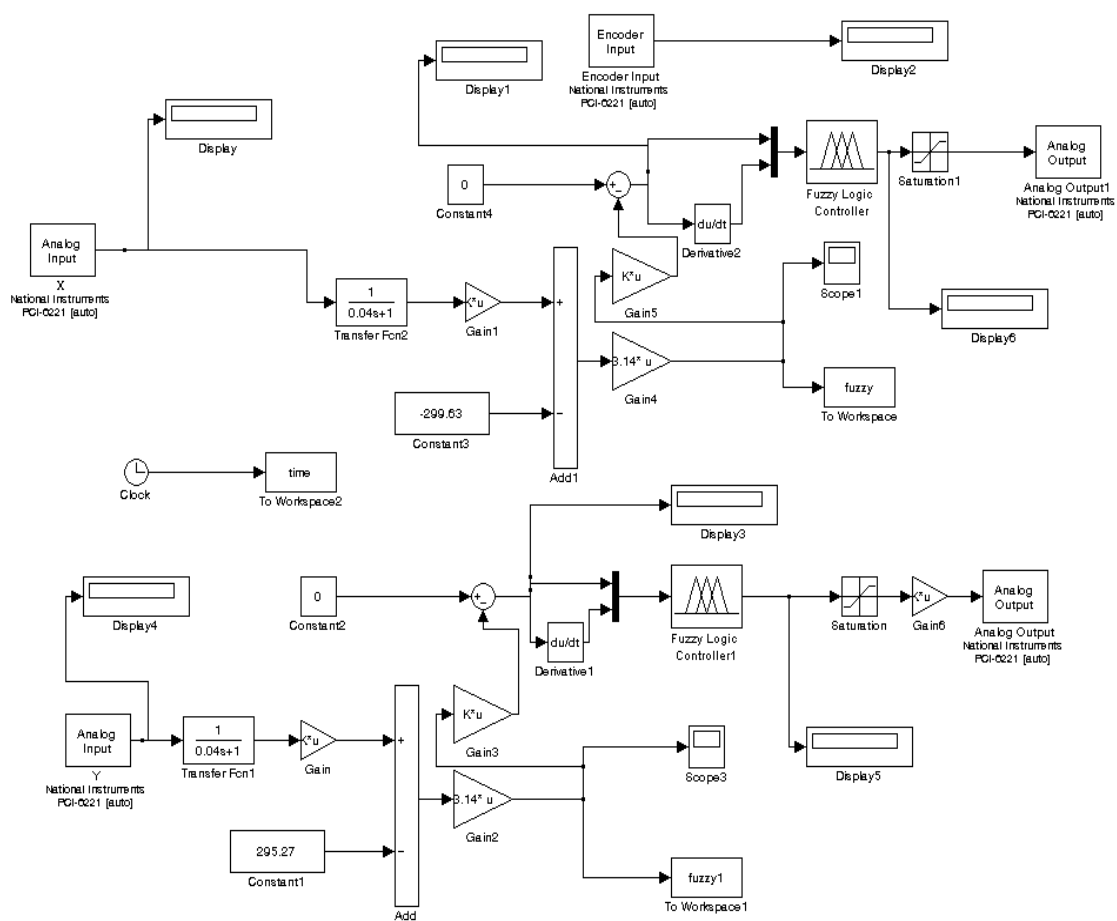 Encoder
Input
Encoder Input
National Instruments
PCI-6221 [auto]
Display2
Display1
Display
0
Constant4
+
−
du/dt
Derivative2
Fuzzy Logic
Controller
Saturation1
Analog
Output
Analog Output1
National Instruments
PCI-6221 [auto]
Analog
Input
X
National Instruments
PCI-6221 [auto]
1
0.04s+1
Transfer Fcn2
K*u
Gain1
K*u
Gain5
Scope1
Display6
+
−
Add1
3.14* u
Gain4
-299.63
Constant3
fuzzy
To Workspace
Clock
time
To Workspace2
Display3
Display4
0
Constant2
+
−
du/dt
Derivative1
Fuzzy Logic
Controller1
Saturation
K*u
Gain6
Analog
Output
Analog Output
National Instruments
PCI-6221 [auto]
Analog
Input
Y
National Instruments
PCI-6221 [auto]
1
0.04s+1
Transfer Fcn1
K*u
Gain
K*u
Gain3
Scope3
Display5
+
−
Add
3.14* u
Gain2
295.27
Constant1
fuzzy1
To Workspace1